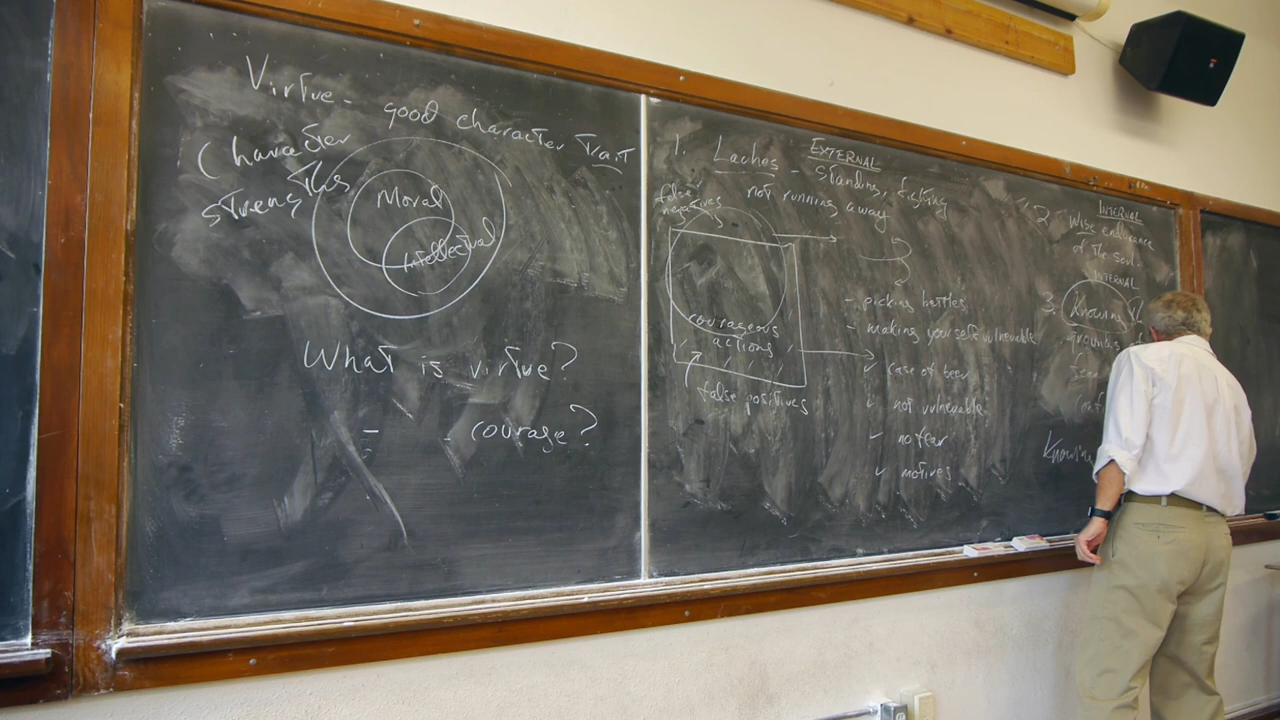 Virtue - good character trait
Character
strengths
Moral
Intellectual
What is virtue?
- - courage?
1. Laches - EXTERNAL
standing, fighting
not running away
false
negatives
courageous
actions
false positives
- picking battles
- making yourself vulnerable
✓ case of beer
✓ not vulnerable
✓ no fear
✓ motives
INTERNAL
2. Wise endurance
of the soul.
INTERNAL
3. Knowing
grounds of
Knowing